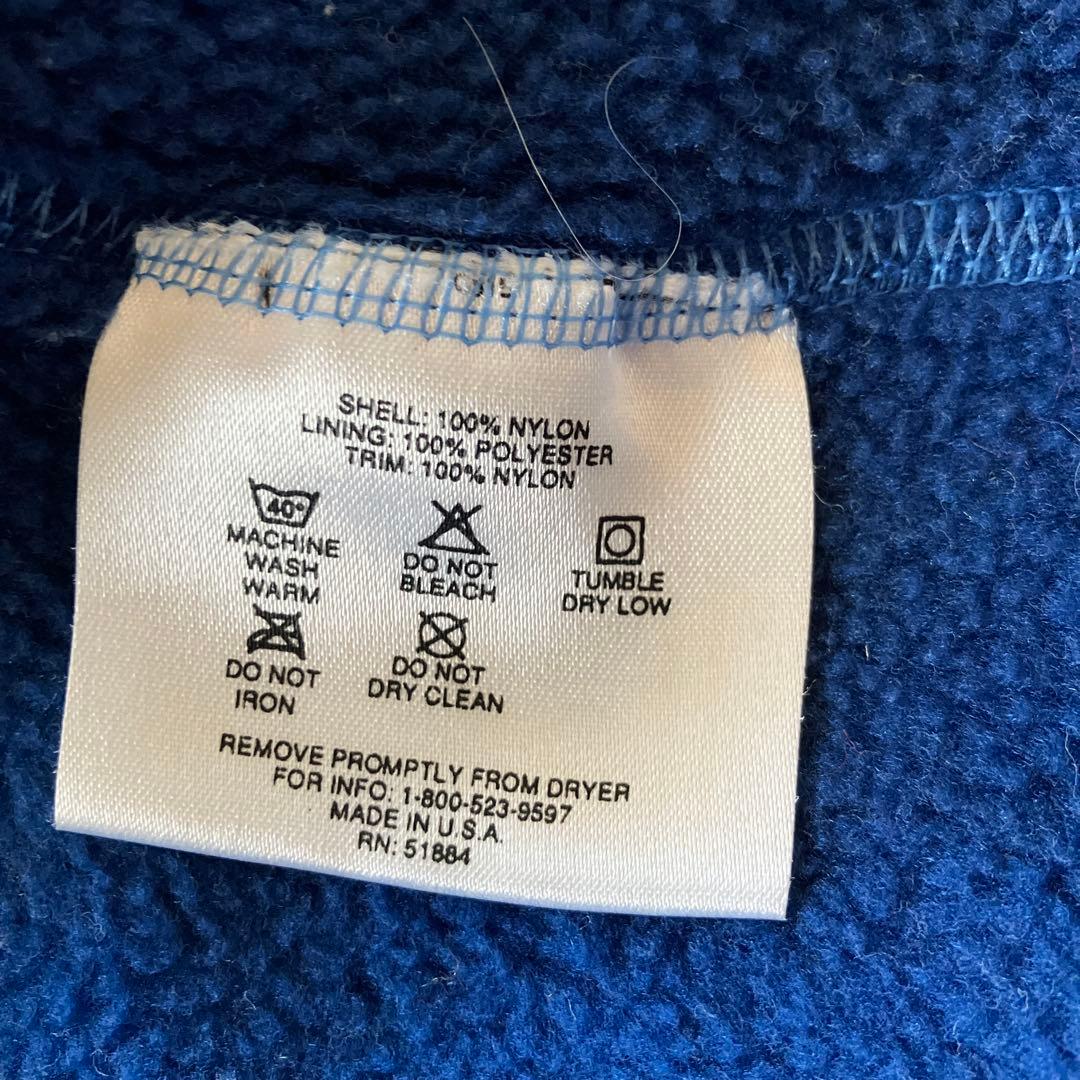 SHELL: 100% NYLON
LINING: 100% POLYESTER
TRIM: 100% NYLON
40°
MACHINE
WASH
WARM
DO NOT
BLEACH
TUMBLE
DRY LOW
DO NOT
IRON
DO NOT
DRY CLEAN
REMOVE PROMPTLY FROM DRYER
FOR INFO: 1-800-523-9597
MADE IN U.S.A.
RN: 51884